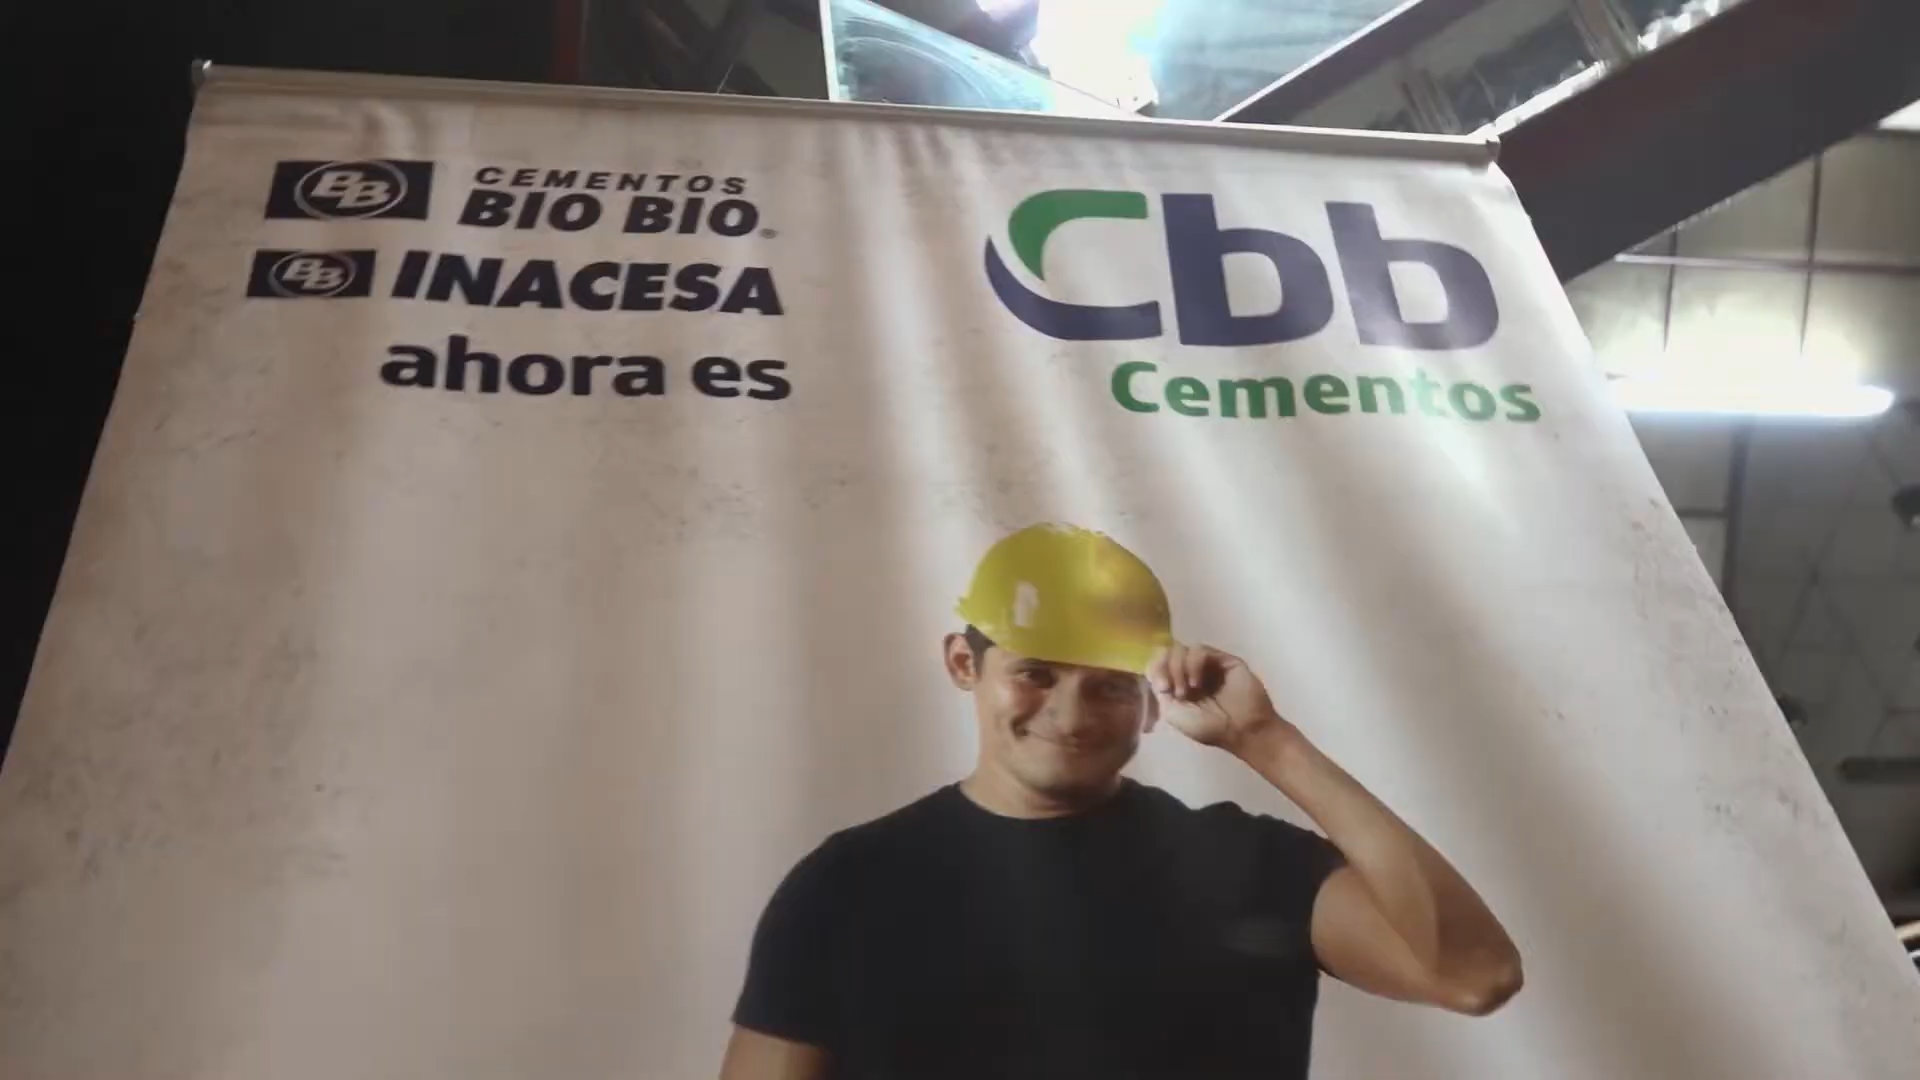 BB CEMENTOS
BIO BIO®
BB INACESA
ahora es
Cbb
Cementos